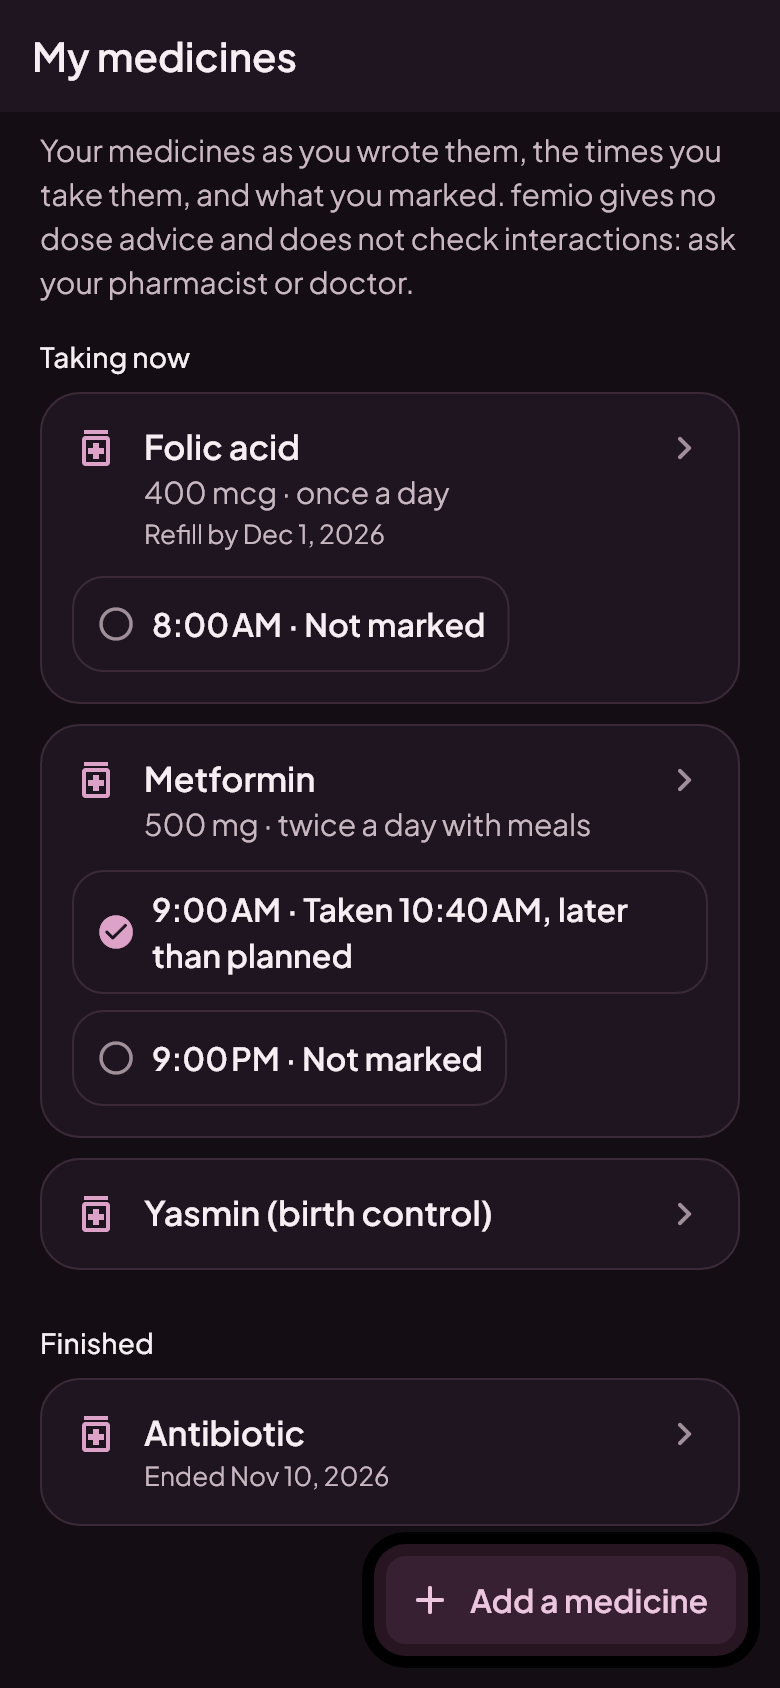 My medicines
Your medicines as you wrote them, the times you
take them, and what you marked. femio gives no
dose advice and does not check interactions: ask
your pharmacist or doctor.
Taking now
Folic acid
400 mcg · once a day
Refill by Dec 1, 2026
8:00 AM · Not marked
Metformin
500 mg · twice a day with meals
9:00 AM · Taken 10:40 AM, later
than planned
9:00 PM · Not marked
Yasmin (birth control)
Finished
Antibiotic
Ended Nov 10, 2026
Add a medicine